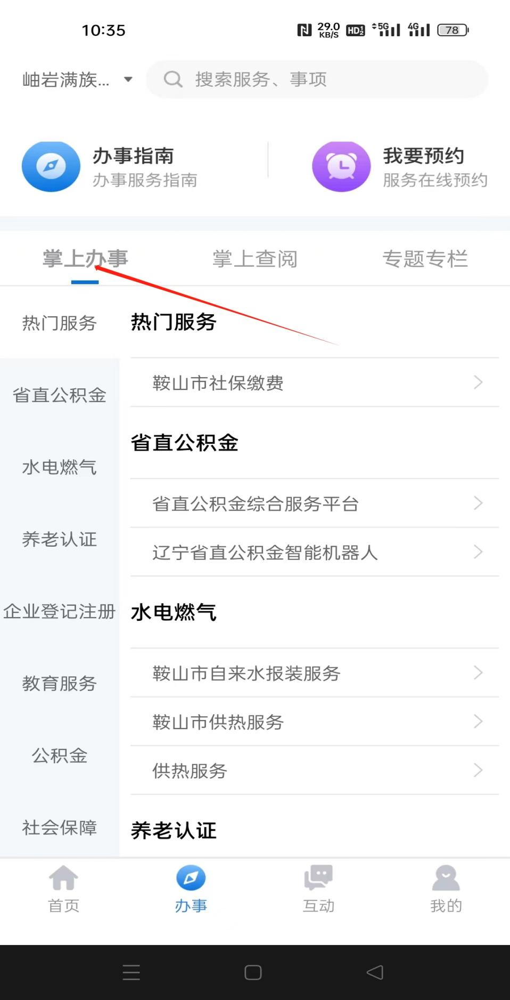 10:35
29.0 KB/S HD 5G 4G 78
岫岩满族...
搜索服务、事项
办事指南
办事服务指南
我要预约
服务在线预约
掌上办事
掌上查阅
专题专栏
热门服务
省直公积金
水电燃气
养老认证
企业登记注册
教育服务
公积金
社会保障
热门服务
鞍山市社保缴费
省直公积金
省直公积金综合服务平台
辽宁省直公积金智能机器人
水电燃气
鞍山市自来水报装服务
鞍山市供热服务
供热服务
养老认证
首页
办事
互动
我的